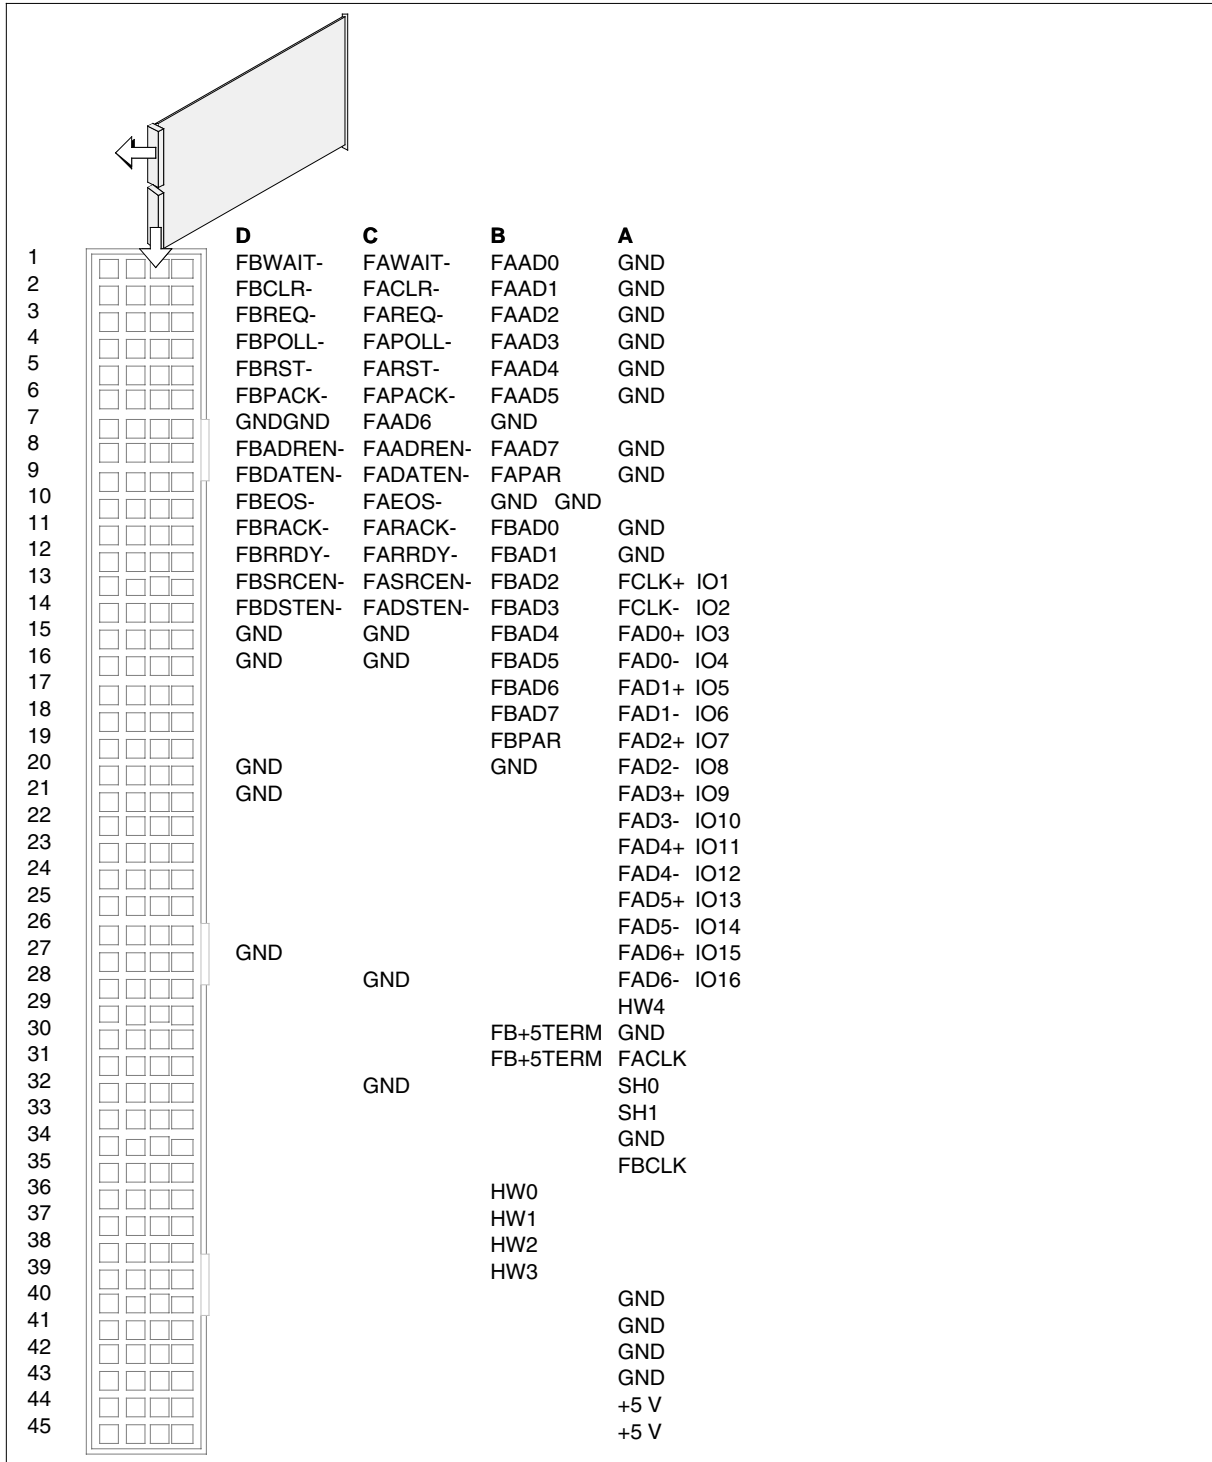 D C B A
1 FBWAIT- FAWAIT- FAAD0 GND
2 FBCLR- FACLR- FAAD1 GND
3 FBREQ- FAREQ- FAAD2 GND
4 FBPOLL- FAPOLL- FAAD3 GND
5 FBRST- FARST- FAAD4 GND
6 FBPACK- FAPACK- FAAD5 GND
7 GNDGND FAAD6 GND
8 FBADREN- FAADREN- FAAD7 GND
9 FBDATEN- FADATEN- FAPAR GND
10 FBEOS- FAEOS- GND GND
11 FBRACK- FARACK- FBAD0 GND
12 FBRRDY- FARRDY- FBAD1 GND
13 FBSRCEN- FASRCEN- FBAD2 FCLK+ IO1
14 FBDSTEN- FADSTEN- FBAD3 FCLK- IO2
15 GND GND FBAD4 FAD0+ IO3
16 GND GND FBAD5 FAD0- IO4
17 FBAD6 FAD1+ IO5
18 FBAD7 FAD1- IO6
19 FBPAR FAD2+ IO7
20 GND GND FAD2- IO8
21 GND FAD3+ IO9
22 FAD3- IO10
23 FAD4+ IO11
24 FAD4- IO12
25 FAD5+ IO13
26 FAD5- IO14
27 GND FAD6+ IO15
28 GND FAD6- IO16
29 HW4
30 FB+5TERM GND
31 FB+5TERM FACLK
32 GND SH0
33 SH1
34 GND
35 FBCLK
36 HW0
37 HW1
38 HW2
39 HW3
40 GND
41 GND
42 GND
43 GND
44 +5 V
45 +5 V